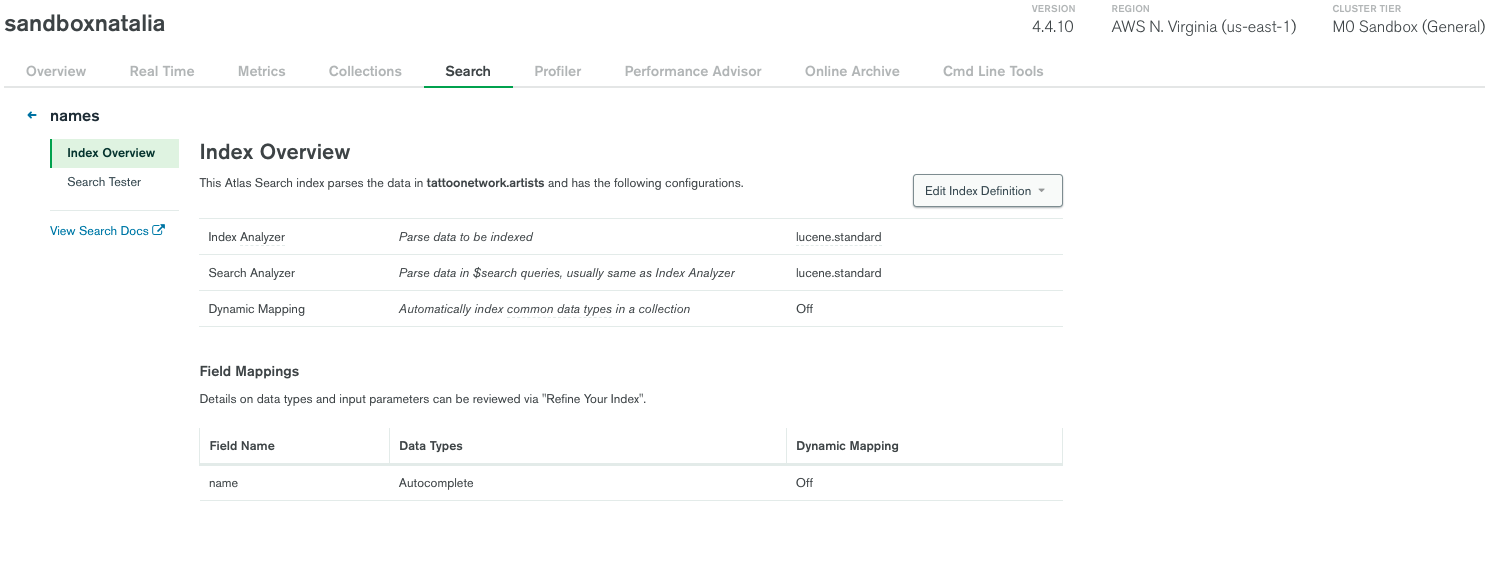 sandboxnatalia
VERSION REGION CLUSTER TIER
4.4.10 AWS N. Virginia (us-east-1) M0 Sandbox (General)
Overview Real Time Metrics Collections Search Profiler Performance Advisor Online Archive Cmd Line Tools
names
Index Overview
Search Tester
View Search Docs
Index Overview
This Atlas Search index parses the data in tattoonetwork.artists and has the following configurations.
Edit Index Definition
Index Analyzer Parse data to be indexed lucene.standard
Search Analyzer Parse data in $search queries, usually same as Index Analyzer lucene.standard
Dynamic Mapping Automatically index common data types in a collection Off
Field Mappings
Details on data types and input parameters can be reviewed via "Refine Your Index".
Field Name Data Types Dynamic Mapping
name Autocomplete Off